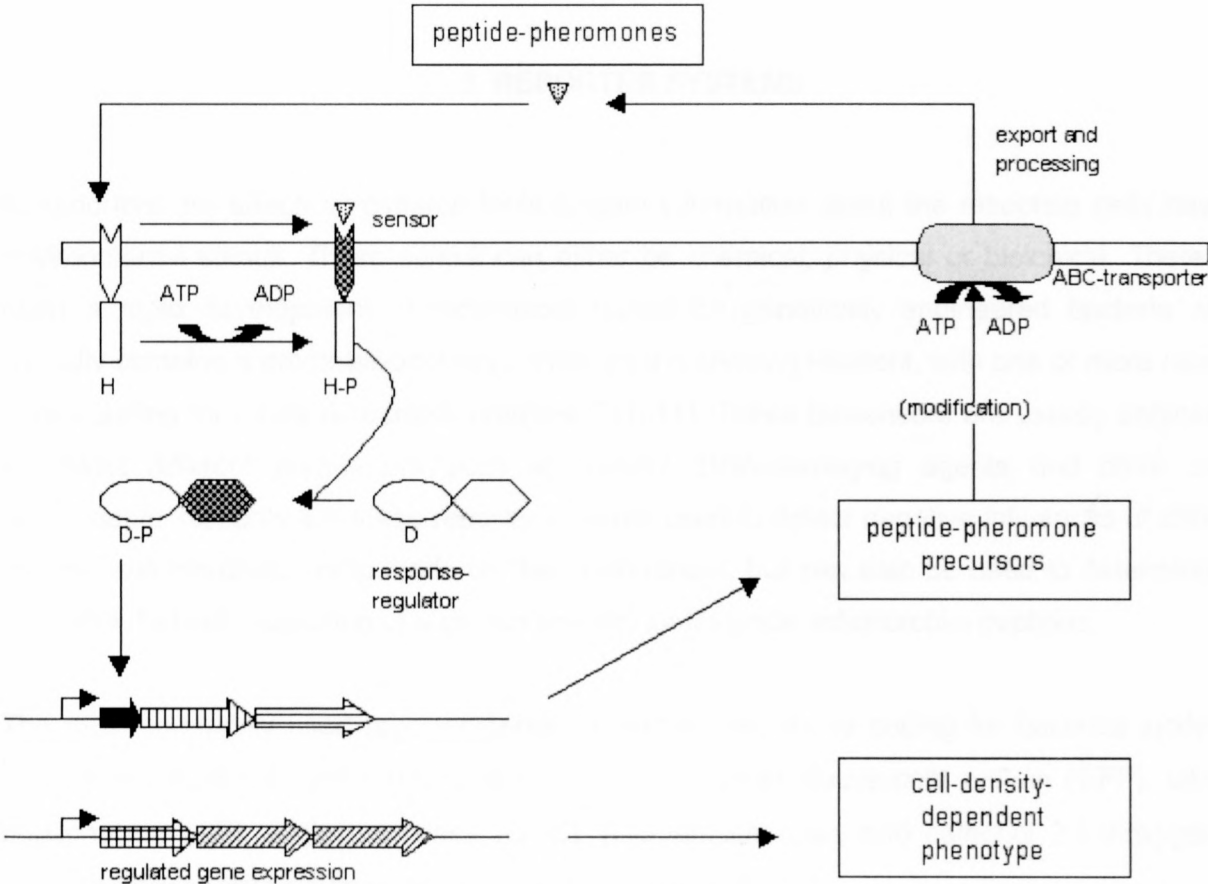 peptide-pheromones
export and
processing
sensor
ABC-transporter
ATP
ADP
ATP
ADP
H
H-P
(modification)
D-P
D
response-
regulator
peptide-pheromone
precursors
cell-density-
dependent
phenotype
regulated gene expression